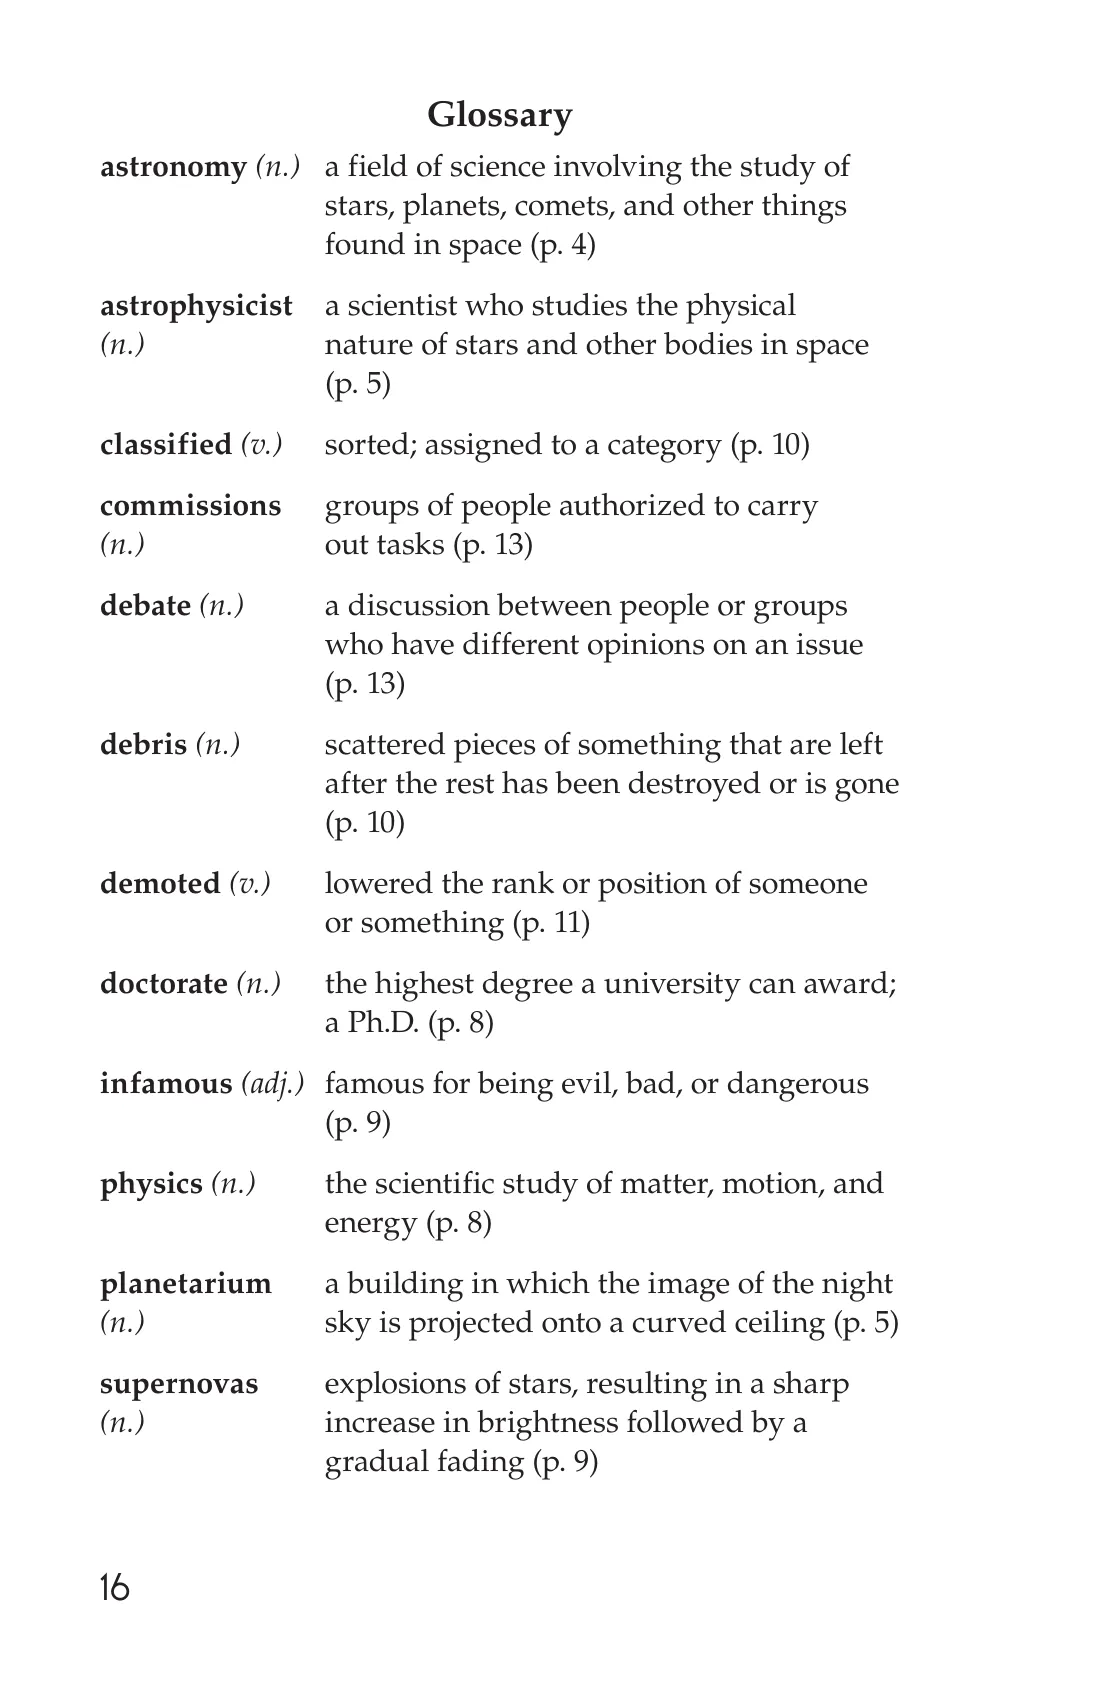 Glossary
astronomy (n.) a field of science involving the study of
stars, planets, comets, and other things
found in space (p. 4)
astrophysicist a scientist who studies the physical
(n.) nature of stars and other bodies in space
(p. 5)
classified (v.) sorted; assigned to a category (p. 10)
commissions groups of people authorized to carry
(n.) out tasks (p. 13)
debate (n.) a discussion between people or groups
who have different opinions on an issue
(p. 13)
debris (n.) scattered pieces of something that are left
after the rest has been destroyed or is gone
(p. 10)
demoted (v.) lowered the rank or position of someone
or something (p. 11)
doctorate (n.) the highest degree a university can award;
a Ph.D. (p. 8)
infamous (adj.) famous for being evil, bad, or dangerous
(p. 9)
physics (n.) the scientific study of matter, motion, and
energy (p. 8)
planetarium a building in which the image of the night
(n.) sky is projected onto a curved ceiling (p. 5)
supernovas explosions of stars, resulting in a sharp
(n.) increase in brightness followed by a
gradual fading (p. 9)
16